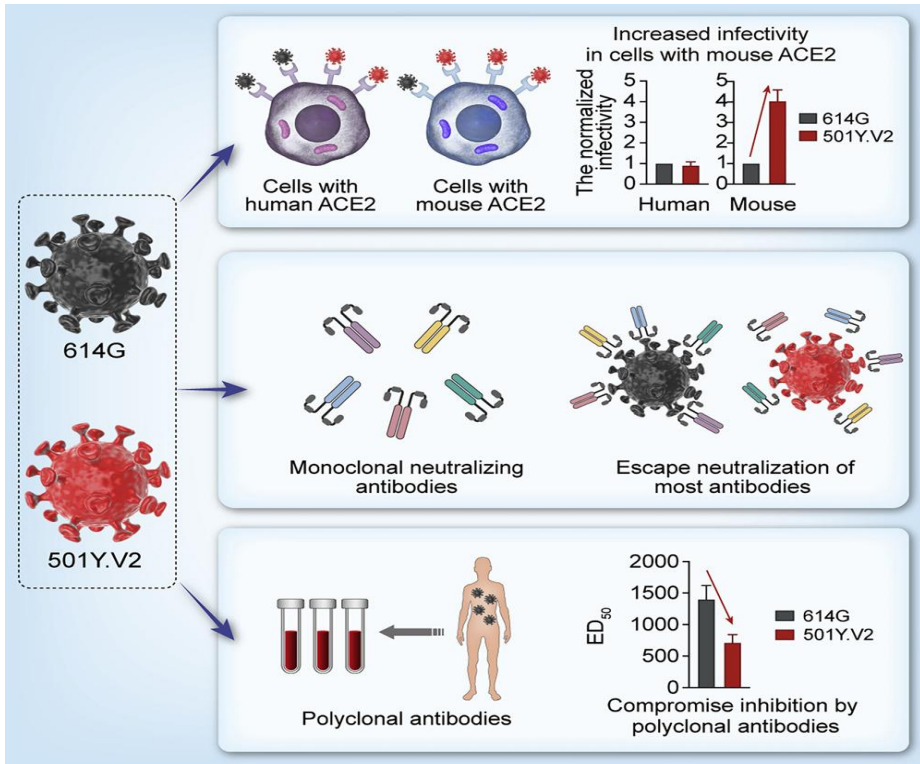 614G
501Y.V2
Cells with
human ACE2
Cells with
mouse ACE2
Increased infectivity
in cells with mouse ACE2
The normalized
infectivity
5
4
3
2
1
0
Human
5
4
3
2
1
0
Mouse
614G
501Y.V2
Monoclonal neutralizing
antibodies
Escape neutralization of
most antibodies
Polyclonal antibodies
ED50
2000
1500
1000
500
0
614G
501Y.V2
Compromise inhibition by
polyclonal antibodies